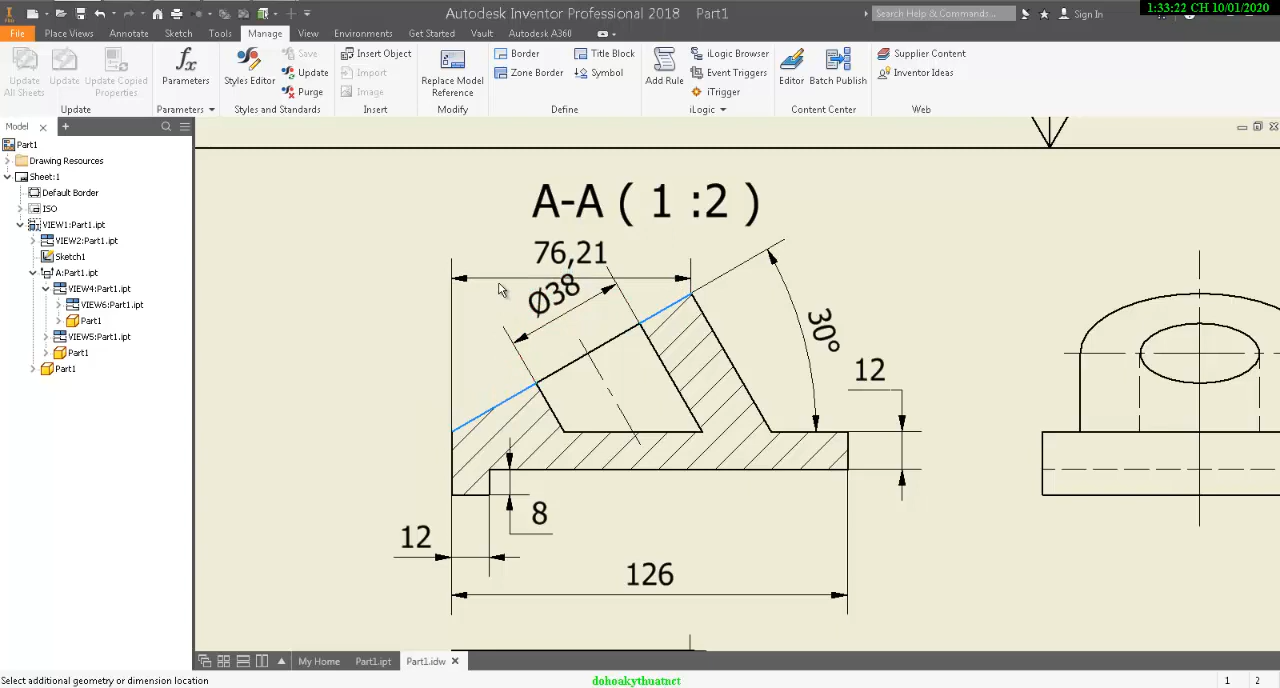 Autodesk Inventor Professional 2018 Part1
Search Help & Commands...
Sign In
1:33:22 CH 10/01/2020
File Place Views Annotate Sketch Tools Manage View Environments Get Started Vault Autodesk A360
Update All Sheets
Update
Update Copied Properties
Update
fx
Parameters
Parameters
Styles Editor
Save
Update
Purge
Styles and Standards
Insert Object
Import
Image
Insert
Replace Model Reference
Modify
Border
Zone Border
Title Block
Symbol
Define
Add Rule
iLogic Browser
Event Triggers
iTrigger
iLogic
Editor
Batch Publish
Content Center
Supplier Content
Inventor Ideas
Web
Model
Part1
Drawing Resources
Sheet:1
Default Border
ISO
VIEW1:Part1.ipt
VIEW2:Part1.ipt
Sketch1
A:Part1.ipt
VIEW4:Part1.ipt
VIEW6:Part1.ipt
Part1
VIEW5:Part1.ipt
Part1
Part1
A-A ( 1 :2 )
76,21
Ø38
30°
12
8
12
126
My Home Part1.ipt Part1.idw
Select additional geometry or dimension location
dohoakythuatnet
1 2